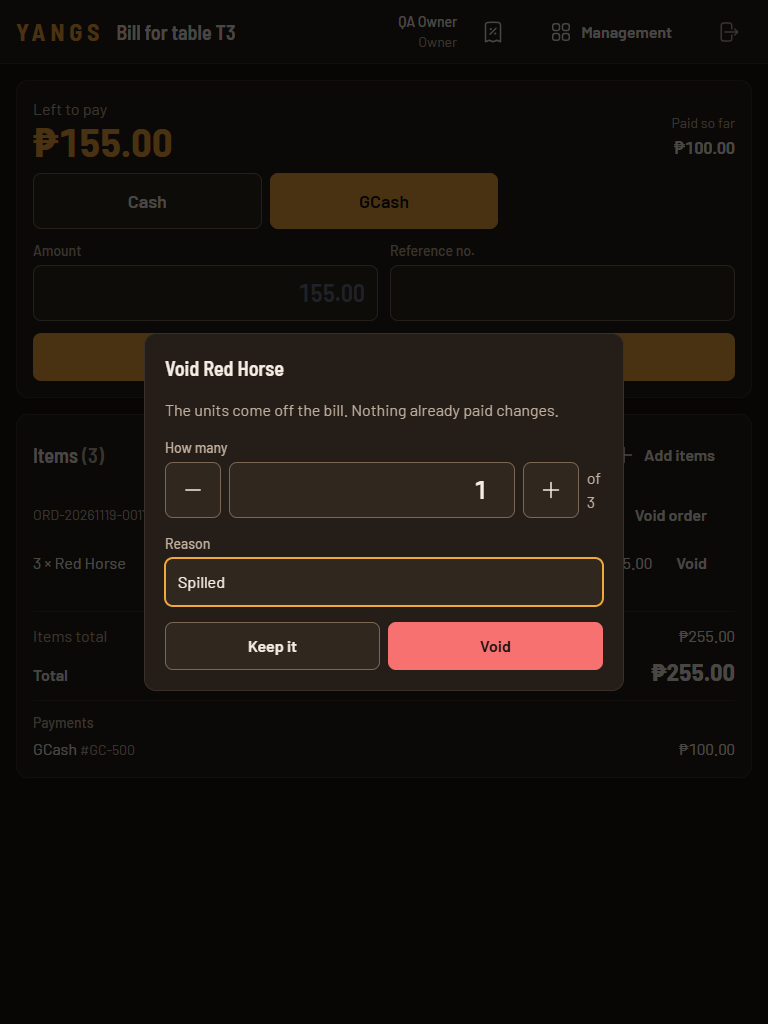 YANGS Bill for table T3
QA Owner
Owner
Management
Left to pay
₱155.00
Paid so far
₱100.00
Cash
GCash
Amount
Reference no.
155.00
Void Red Horse
The units come off the bill. Nothing already paid changes.
How many
1
of
3
Reason
Spilled
Keep it
Void
Items (3)
Add items
Void order
3 × Red Horse
5.00
Void
Items total
₱255.00
Total
₱255.00
Payments
GCash #GC-500
₱100.00